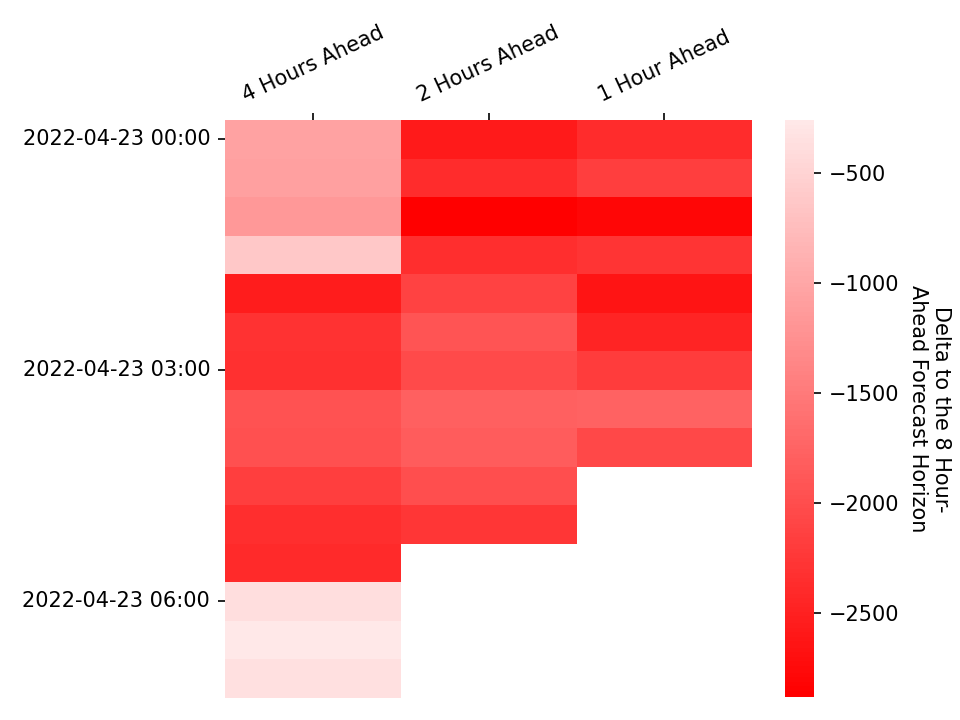 4 Hours Ahead
2 Hours Ahead
1 Hour Ahead
2022-04-23 00:00
2022-04-23 03:00
2022-04-23 06:00
−500
−1000
−1500
−2000
−2500
Delta to the 8 Hour-
Ahead Forecast Horizon